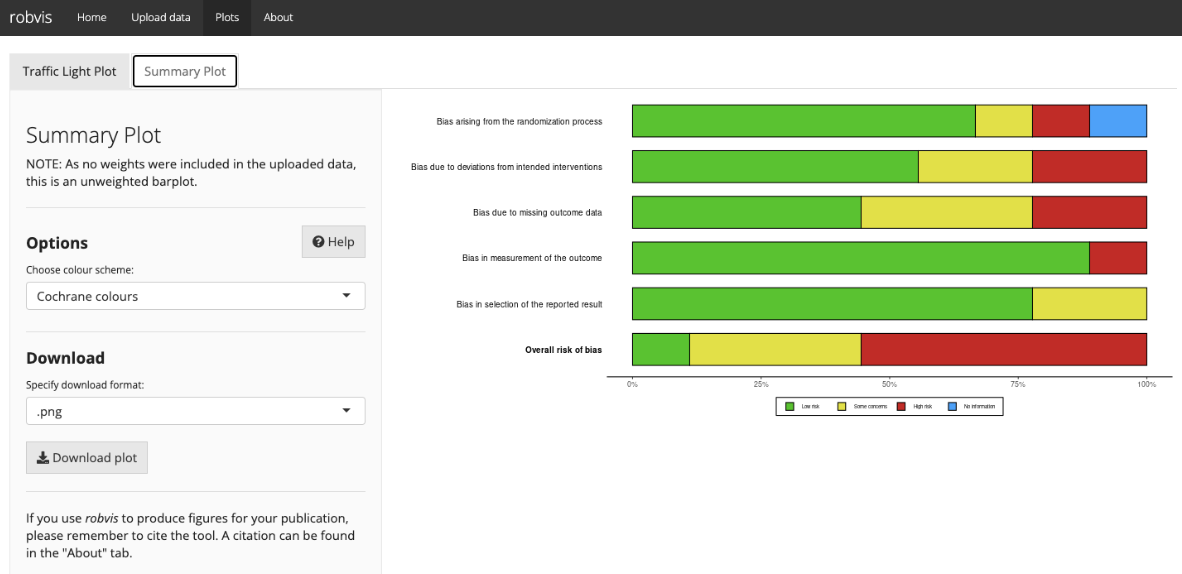 robvis Home Upload data Plots About
Traffic Light Plot Summary Plot
Summary Plot
NOTE: As no weights were included in the uploaded data,
this is an unweighted barplot.
Options
Help
Choose colour scheme:
Cochrane colours
Download
Specify download format:
.png
Download plot
If you use robvis to produce figures for your publication,
please remember to cite the tool. A citation can be found
in the "About" tab.
Bias arising from the randomization process
Bias due to deviations from intended interventions
Bias due to missing outcome data
Bias in measurement of the outcome
Bias in selection of the reported result
Overall risk of bias
0% 25% 50% 75% 100%
Low risk Some concerns High risk No information